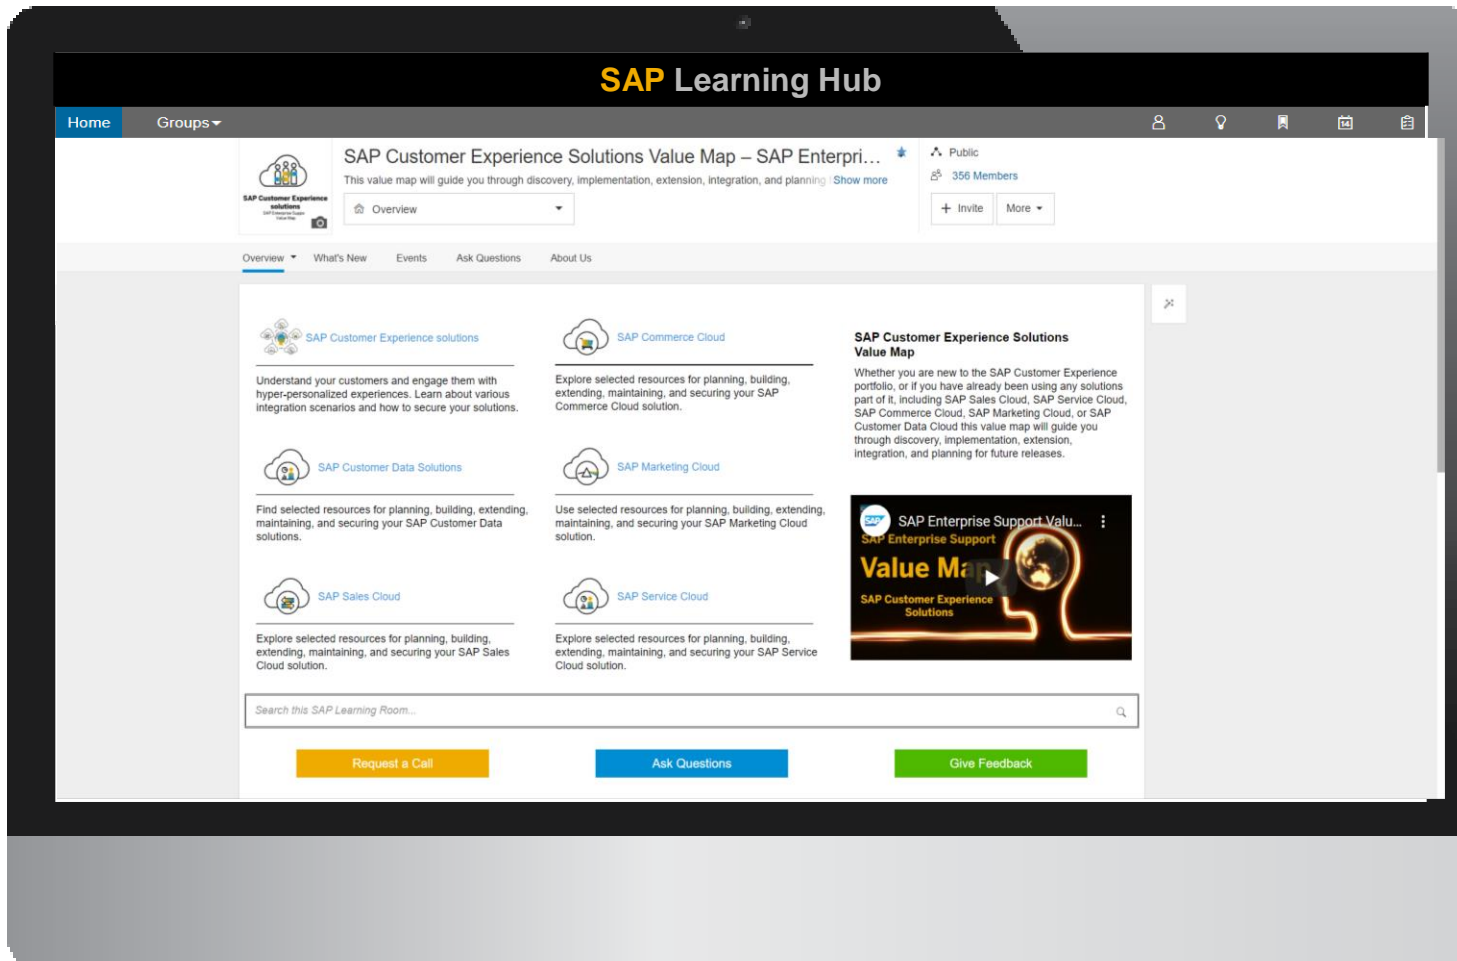 SAP Learning Hub
Home
Groups
14
SAP Customer Experience
solutions
SAP Enterprise Support
Value Map
SAP Customer Experience Solutions Value Map – SAP Enterpri...
This value map will guide you through discovery, implementation, extension, integration, and planning
Show more
Overview
Public
356 Members
+ Invite
More
Overview
What's New
Events
Ask Questions
About Us
SAP Customer Experience solutions
Understand your customers and engage them with
hyper-personalized experiences. Learn about various
integration scenarios and how to secure your solutions.
SAP Commerce Cloud
Explore selected resources for planning, building,
extending, maintaining, and securing your SAP
Commerce Cloud solution.
SAP Customer Data Solutions
Find selected resources for planning, building, extending,
maintaining, and securing your SAP Customer Data
solutions.
SAP Marketing Cloud
Use selected resources for planning, building, extending,
maintaining, and securing your SAP Marketing Cloud
solution.
SAP Sales Cloud
Explore selected resources for planning, building,
extending, maintaining, and securing your SAP Sales
Cloud solution.
SAP Service Cloud
Explore selected resources for planning, building,
extending, maintaining, and securing your SAP Service
Cloud solution.
SAP Customer Experience Solutions
Value Map
Whether you are new to the SAP Customer Experience
portfolio, or if you have already been using any solutions
part of it, including SAP Sales Cloud, SAP Service Cloud,
SAP Commerce Cloud, SAP Marketing Cloud, or SAP
Customer Data Cloud this value map will guide you
through discovery, implementation, extension,
integration, and planning for future releases.
SAP
SAP Enterprise Support Valu...
SAP Enterprise Support
Value Map
SAP Customer Experience
Solutions
Search this SAP Learning Room...
Request a Call
Ask Questions
Give Feedback